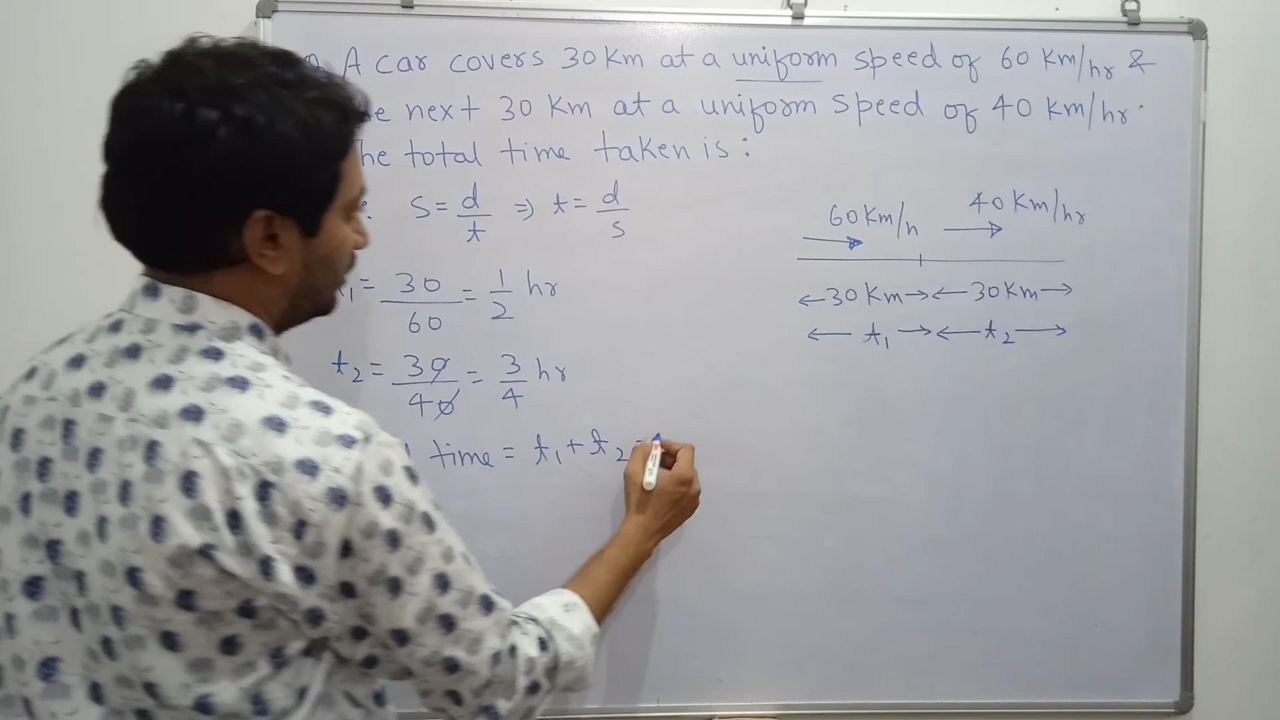 A car covers 30 Km at a uniform speed of 60 Km/hr &
next 30 Km at a uniform speed of 40 Km/hr.
total time taken is :
S = d/t ⇒ t = d/s
60 Km/h 40 Km/hr
= 30/60 = 1/2 hr
←30 Km→ ←30 Km→
← t₁ → ← t₂ →
t₂ = 30/40 = 3/4 hr
time = t₁ + t₂ =